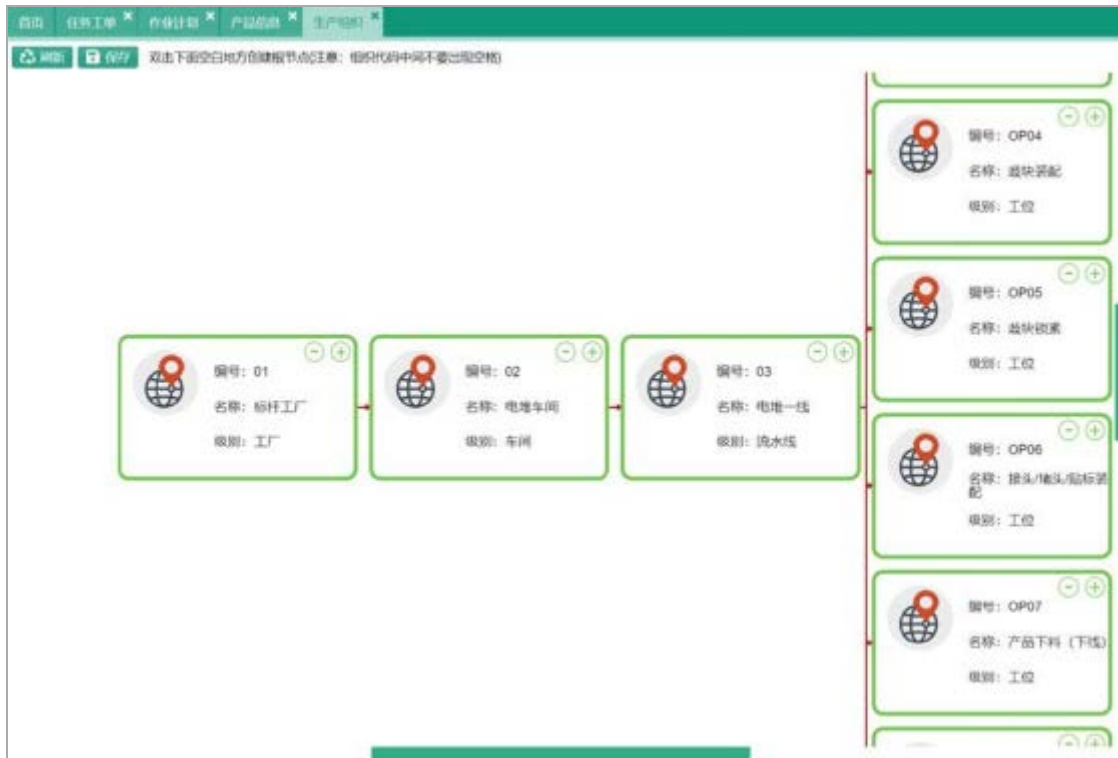 首页 任务工单 作业计划 产品信息 生产组织
刷新 保存 双击下面空白地方创建根节点(注意：组织代码中间不要出现空格)
编号：OP04
名称：歧块装配
级别：工位
编号：OP05
名称：歧块锁紧
级别：工位
编号：01
名称：标杆工厂
级别：工厂
编号：02
名称：电堆车间
级别：车间
编号：03
名称：电堆一线
级别：流水线
编号：OP06
名称：接头/堵头/贴标装
配
级别：工位
编号：OP07
名称：产品下料（下线）
级别：工位